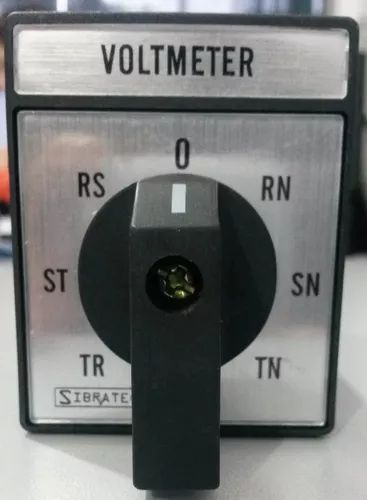 VOLTMETER
0
RS RN
ST SN
TR TN